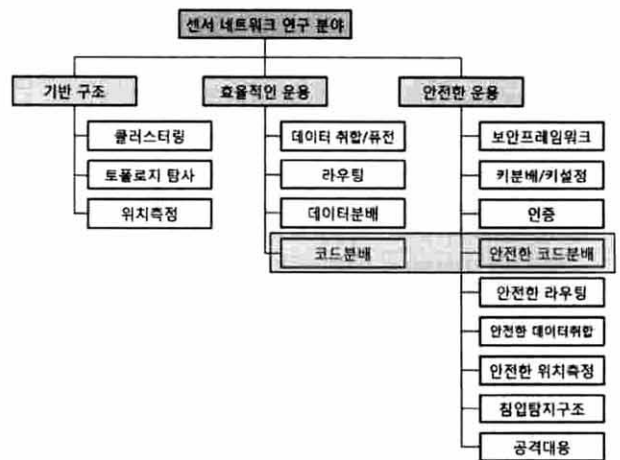 센서 네트워크 연구 분야
기반 구조
효율적인 운용
안전한 운용
클러스터링
토폴로지 탐사
위치측정
데이터 취합/퓨전
라우팅
데이터분배
코드분배
보안프레임워크
키분배/키설정
인증
안전한 코드분배
안전한 라우팅
안전한 데이터취합
안전한 위치측정
침입탐지구조
공격대응